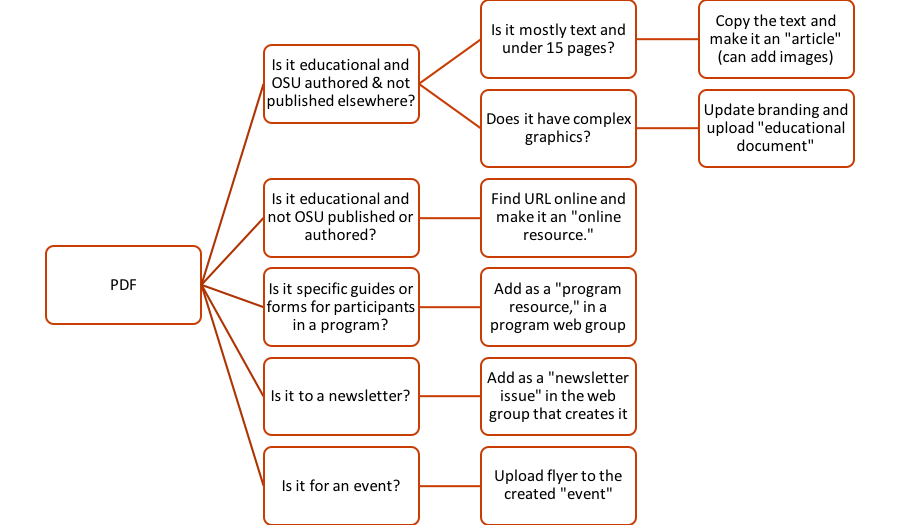 PDF
Is it educational and
OSU authored & not
published elsewhere?
Is it mostly text and
under 15 pages?
Copy the text and
make it an "article"
(can add images)
Does it have complex
graphics?
Update branding and
upload "educational
document"
Is it educational and
not OSU published or
authored?
Find URL online and
make it an "online
resource."
Is it specific guides or
forms for participants
in a program?
Add as a "program
resource," in a
program web group
Is it to a newsletter?
Add as a "newsletter
issue" in the web
group that creates it
Is it for an event?
Upload flyer to the
created "event"